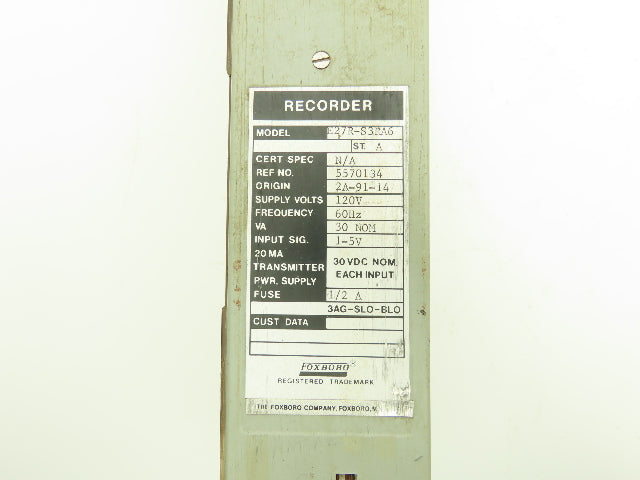 RECORDER
MODEL E27R-S3BA6
ST. A
CERT SPEC N/A
REF NO. 5570134
ORIGIN 2A-91-14
SUPPLY VOLTS 120V
FREQUENCY 60Hz
VA 30 NOM
INPUT SIG. 1-5V
20 MA
TRANSMITTER
PWR. SUPPLY
30 VDC NOM.
EACH INPUT
FUSE 1/2 A
3AG-SLO-BLO
CUST DATA
FOXBORO®
REGISTERED TRADEMARK
THE FOXBORO COMPANY, FOXBORO,